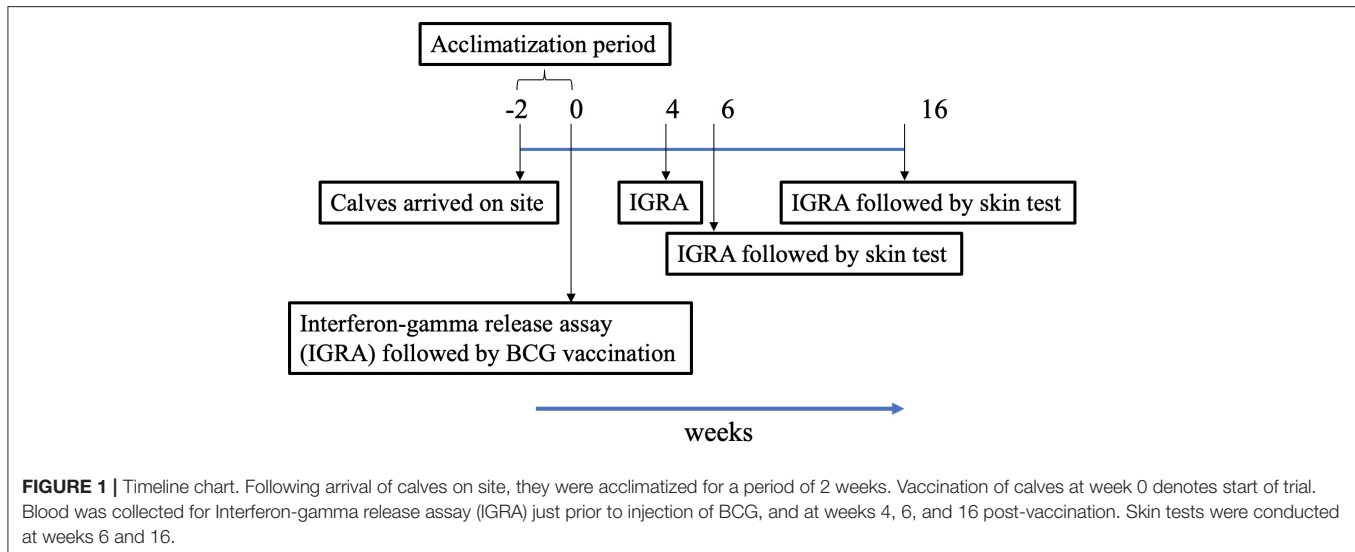 Acclimatization period
-2 0 4 6 16
Calves arrived on site
IGRA
IGRA followed by skin test
IGRA followed by skin test
Interferon-gamma release assay
(IGRA) followed by BCG vaccination
weeks
FIGURE 1 | Timeline chart. Following arrival of calves on site, they were acclimatized for a period of 2 weeks. Vaccination of calves at week 0 denotes start of trial.
Blood was collected for Interferon-gamma release assay (IGRA) just prior to injection of BCG, and at weeks 4, 6, and 16 post-vaccination. Skin tests were conducted
at weeks 6 and 16.